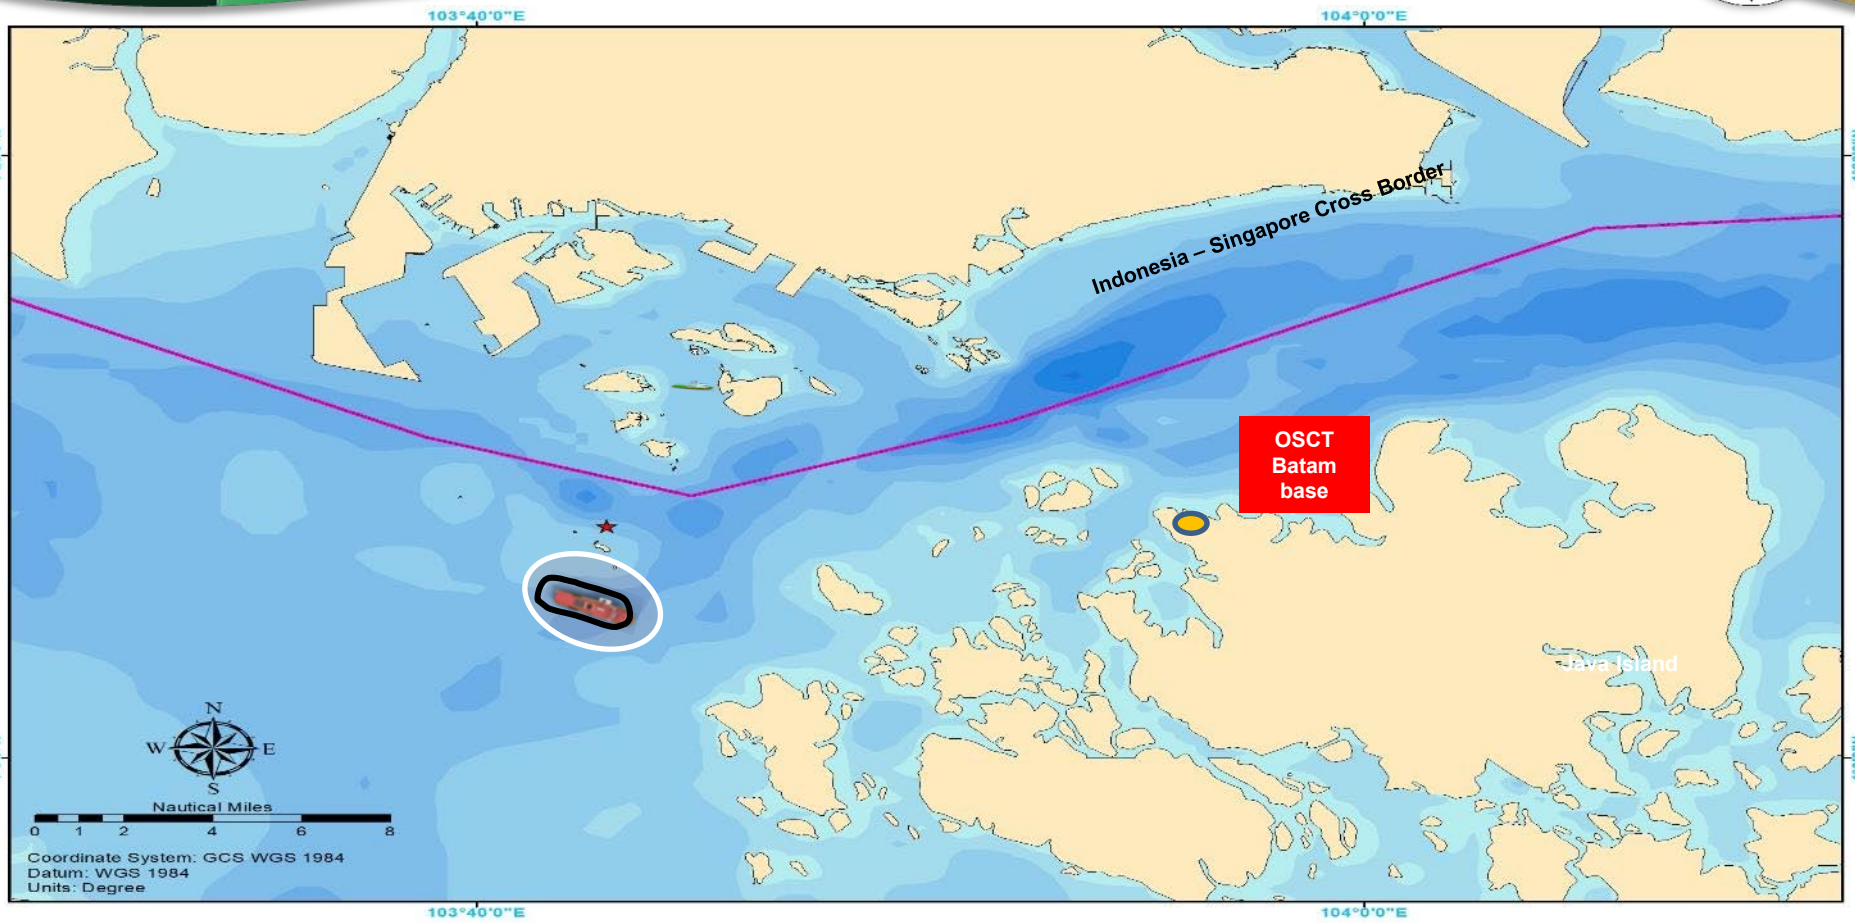 103°40'0"E
104°0'0"E
Indonesia – Singapore Cross Border
OSCT
Batam
base
Java Island
N
W
E
S
Nautical Miles
0 1 2 4 6 8
Coordinate System: GCS WGS 1984
Datum: WGS 1984
Units: Degree
103°40'0"E
104°0'0"E